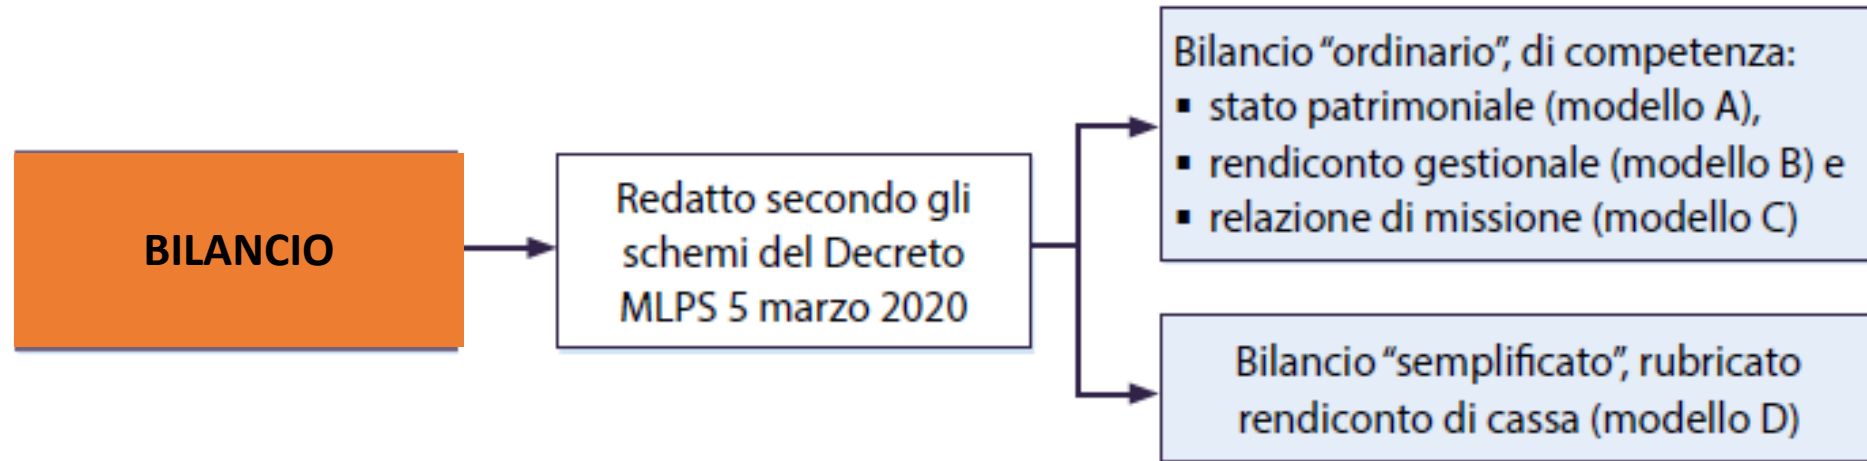 BILANCIO
Redatto secondo gli
schemi del Decreto
MLPS 5 marzo 2020
Bilancio “ordinario”, di competenza:
▪ stato patrimoniale (modello A),
▪ rendiconto gestionale (modello B) e
▪ relazione di missione (modello C)
Bilancio “semplificato”, rubricato
rendiconto di cassa (modello D)